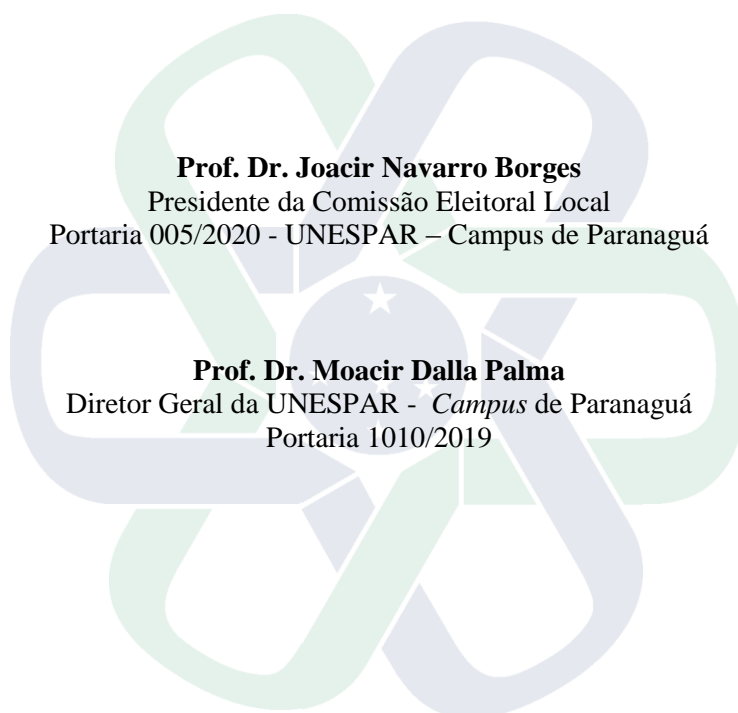 Prof. Dr. Joacir Navarro Borges
Presidente da Comissão Eleitoral Local
Portaria 005/2020 - UNESPAR – Campus de Paranaguá
Prof. Dr. Moacir Dalla Palma
Diretor Geral da UNESPAR - Campus de Paranaguá
Portaria 1010/2019